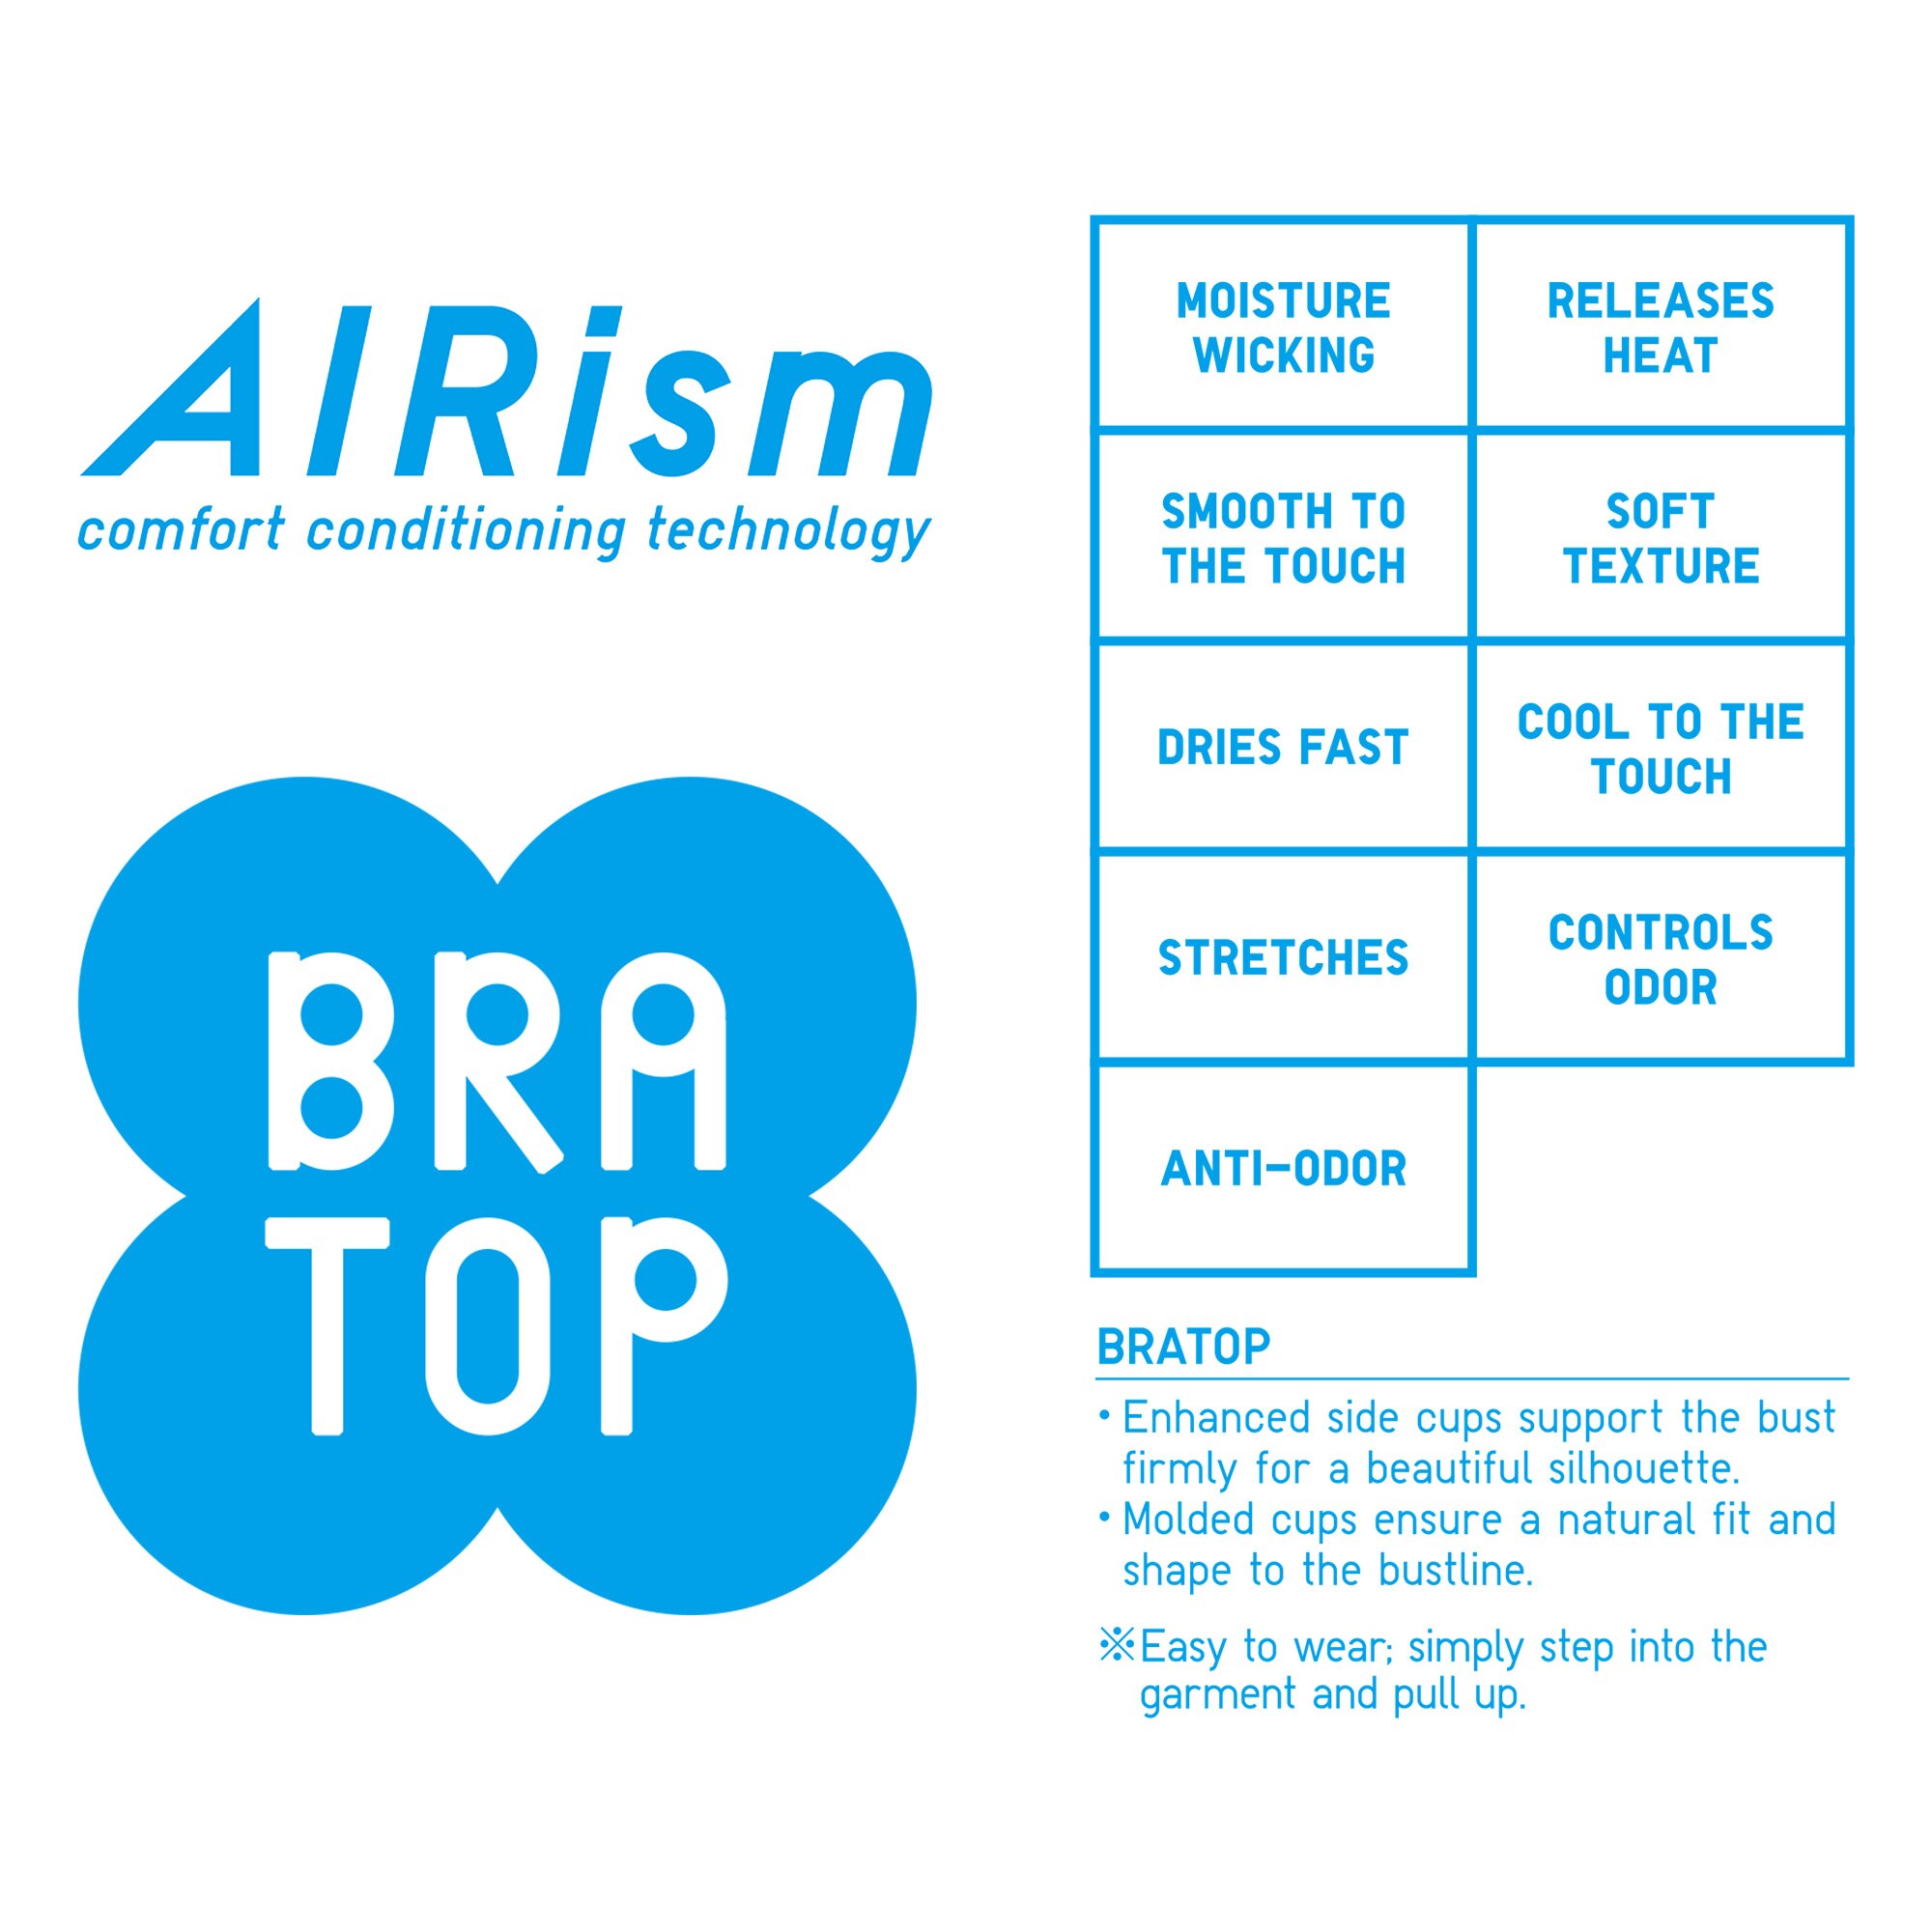 AIRism
comfort conditioning technology
BRA
TOP
MOISTURE
WICKING
RELEASES
HEAT
SMOOTH TO
THE TOUCH
SOFT
TEXTURE
DRIES FAST
COOL TO THE
TOUCH
STRETCHES
CONTROLS
ODOR
ANTI-ODOR
BRATOP
• Enhanced side cups support the bust
firmly for a beautiful silhouette.
• Molded cups ensure a natural fit and
shape to the bustline.
※Easy to wear; simply step into the
garment and pull up.